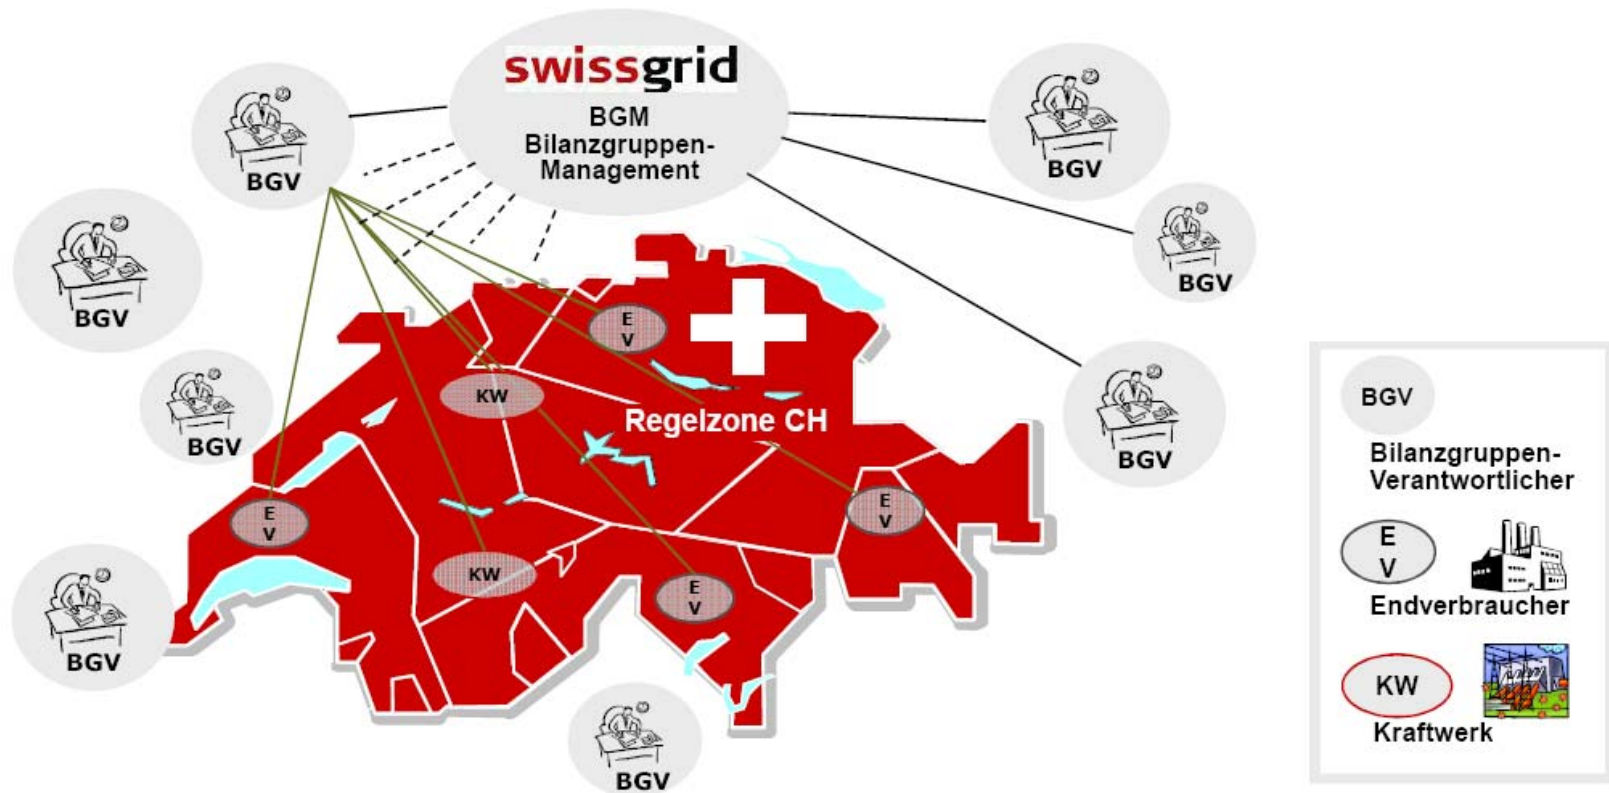 swissgrid
BGM
Bilanzgruppen-
Management
BGV
BGV
BGV
BGV
BGV
BGV
BGV
BGV
E
V
KW
Regelzone CH
E
V
E
V
KW
E
V
BGV
Bilanzgruppen-
Verantwortlicher
E
V
Endverbraucher
KW
Kraftwerk